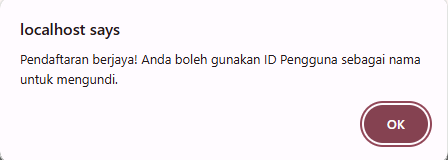 localhost says
Pendaftaran berjaya! Anda boleh gunakan ID Pengguna sebagai nama
untuk mengundi.
OK